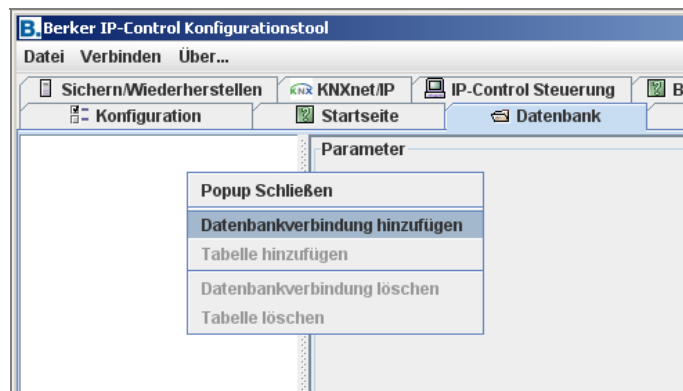 B. Berker IP-Control Konfigurationstool
Datei Verbinden Über...
Sichern/Wiederherstellen KNX KNXnet/IP IP-Control Steuerung B
Konfiguration Startseite Datenbank
Parameter
Popup Schließen
Datenbankverbindung hinzufügen
Tabelle hinzufügen
Datenbankverbindung löschen
Tabelle löschen